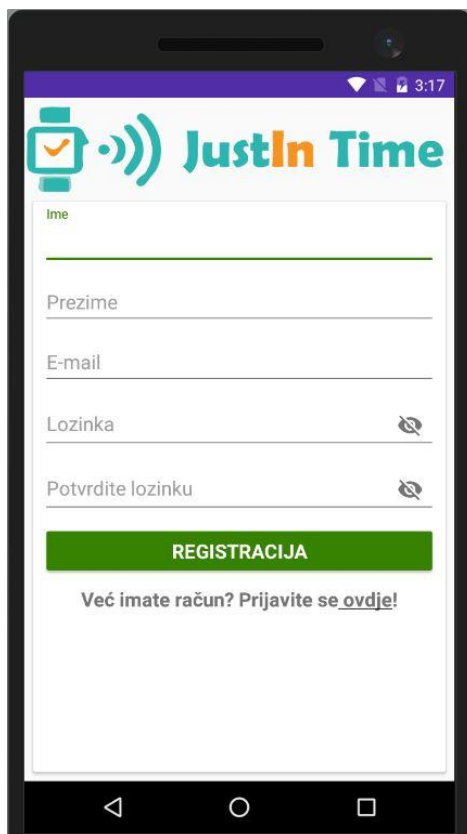 3:17
JustIn Time
Ime
Prezime
E-mail
Lozinka
Potvrdite lozinku
REGISTRACIJA
Već imate račun? Prijavite se ovdje!